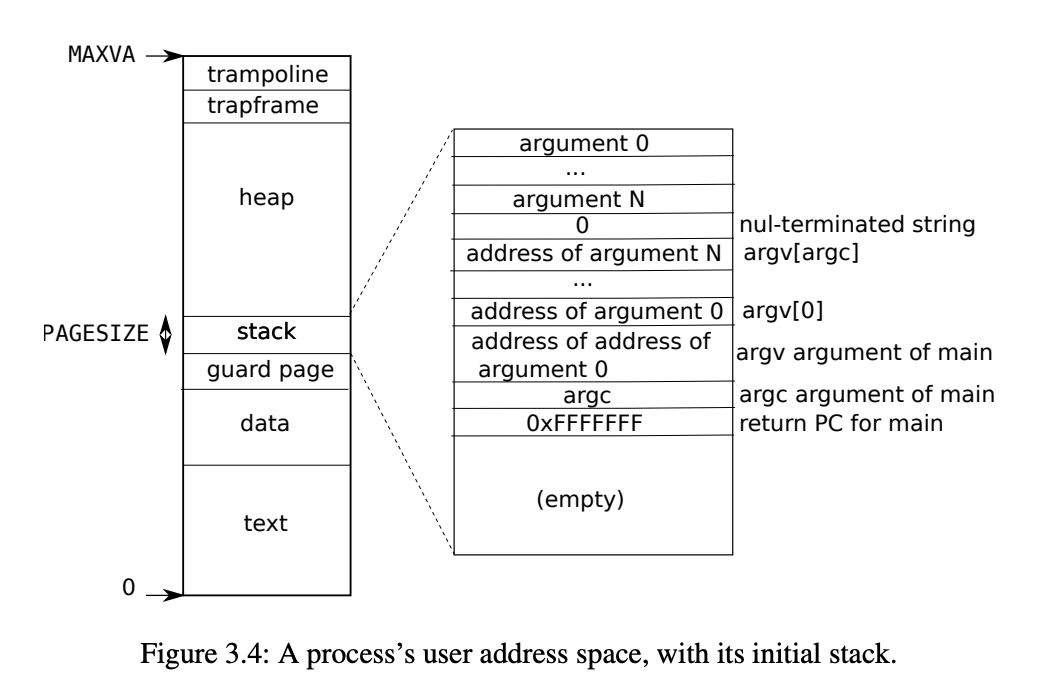 MAXVA
trampoline
trapframe
heap
PAGESIZE
stack
guard page
data
text
0
argument 0
...
argument N
0
nul-terminated string
address of argument N
argv[argc]
...
address of argument 0
argv[0]
address of address of
argument 0
argv argument of main
argc
argc argument of main
0xFFFFFFF
return PC for main
(empty)
Figure 3.4: A process’s user address space, with its initial stack.